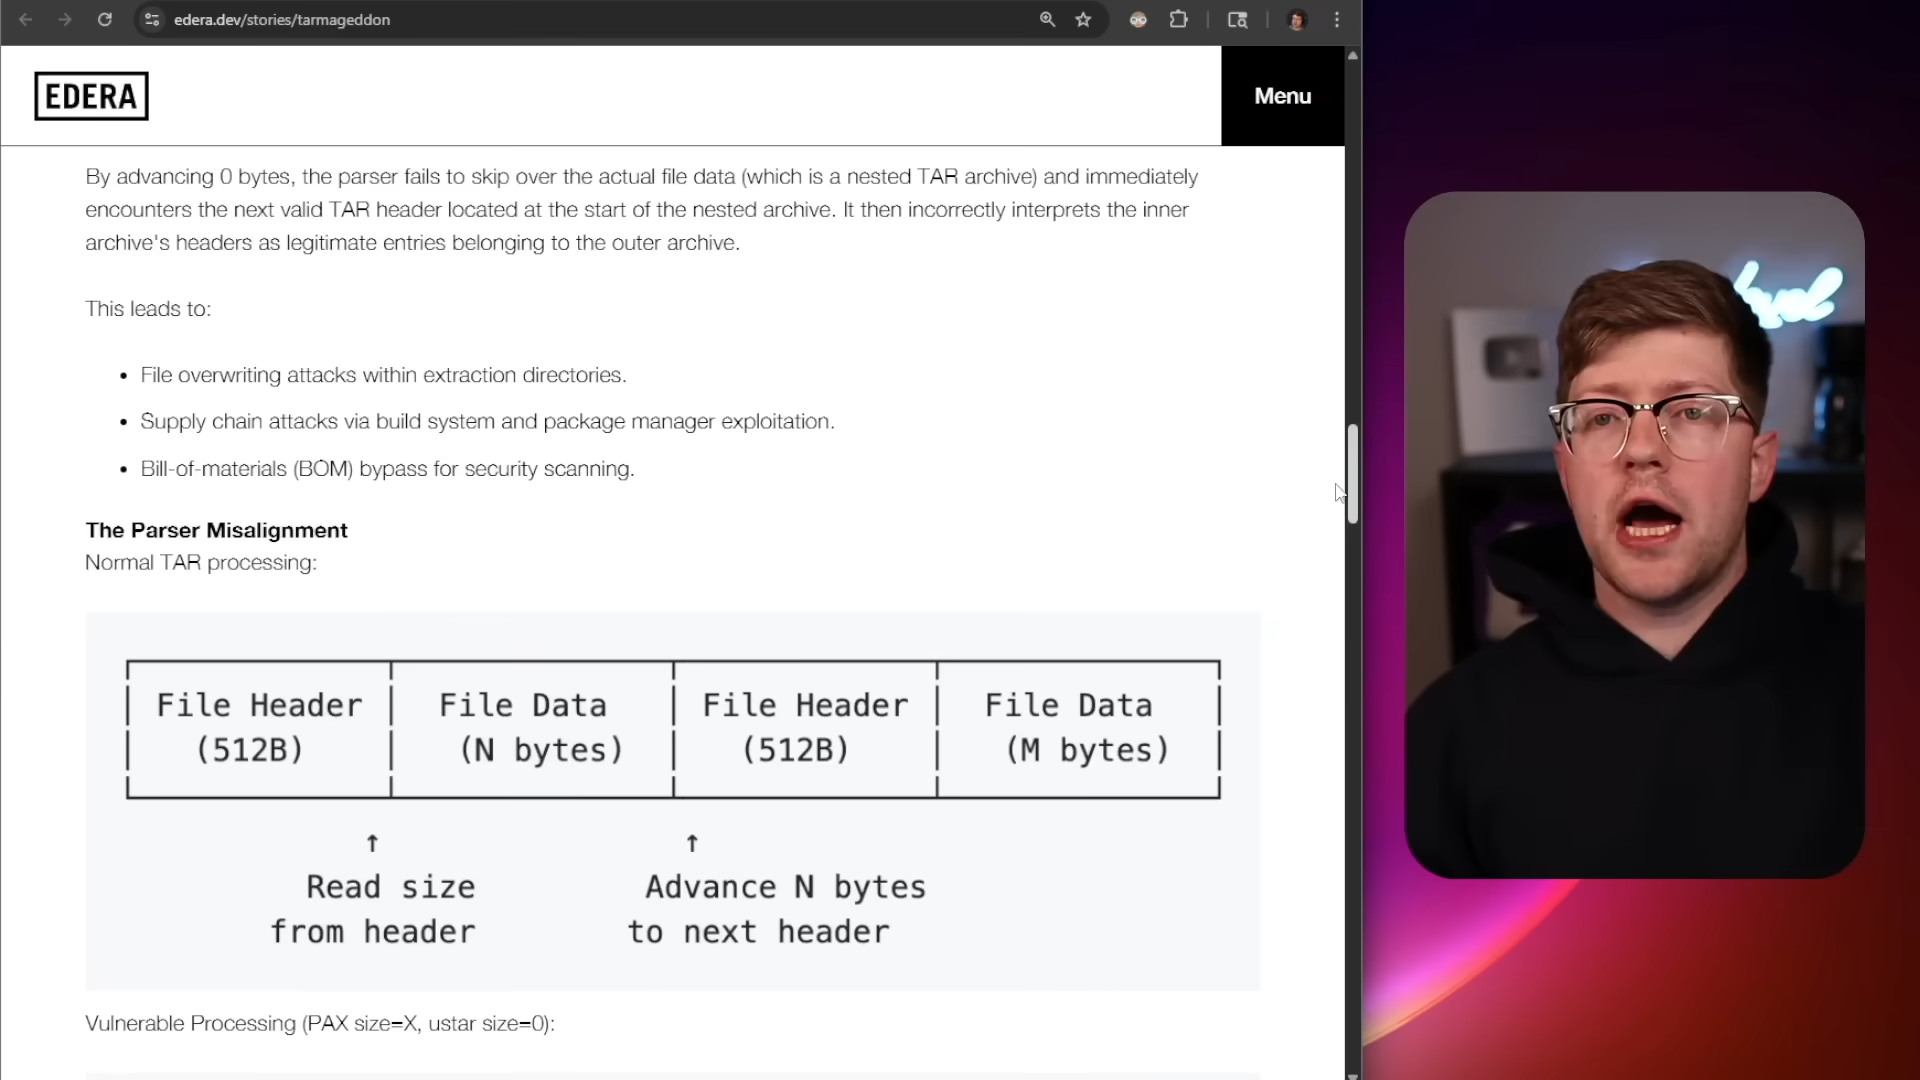 edera.dev/stories/tarmageddon
EDERA
Menu
By advancing 0 bytes, the parser fails to skip over the actual file data (which is a nested TAR archive) and immediately
encounters the next valid TAR header located at the start of the nested archive. It then incorrectly interprets the inner
archive's headers as legitimate entries belonging to the outer archive.
This leads to:
• File overwriting attacks within extraction directories.
• Supply chain attacks via build system and package manager exploitation.
• Bill-of-materials (BOM) bypass for security scanning.
The Parser Misalignment
Normal TAR processing:
File Header File Data File Header File Data
(512B) (N bytes) (512B) (M bytes)
↑ ↑
Read size Advance N bytes
from header to next header
Vulnerable Processing (PAX size=X, ustar size=0):